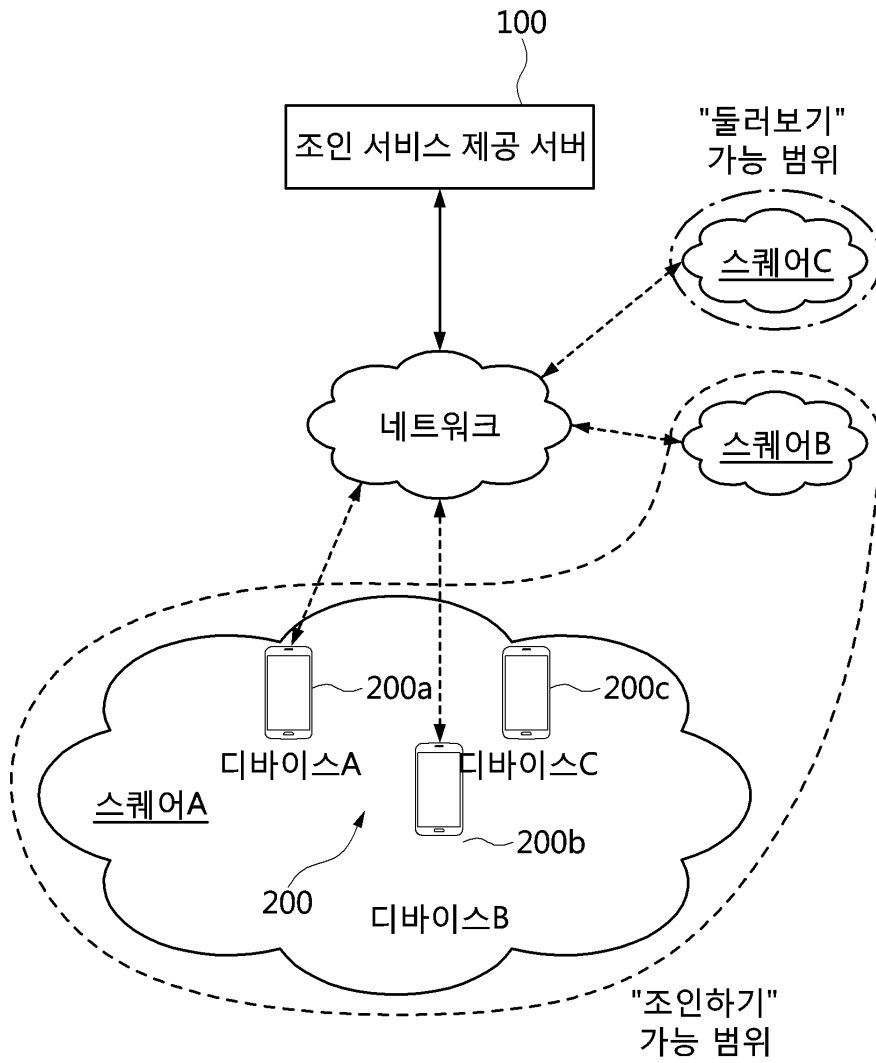 100
조인 서비스 제공 서버
"둘러보기"
가능 범위
스퀘어C
네트워크
스퀘어B
200a
200c
디바이스A
디바이스C
스퀘어A
200b
200
디바이스B
"조인하기"
가능 범위